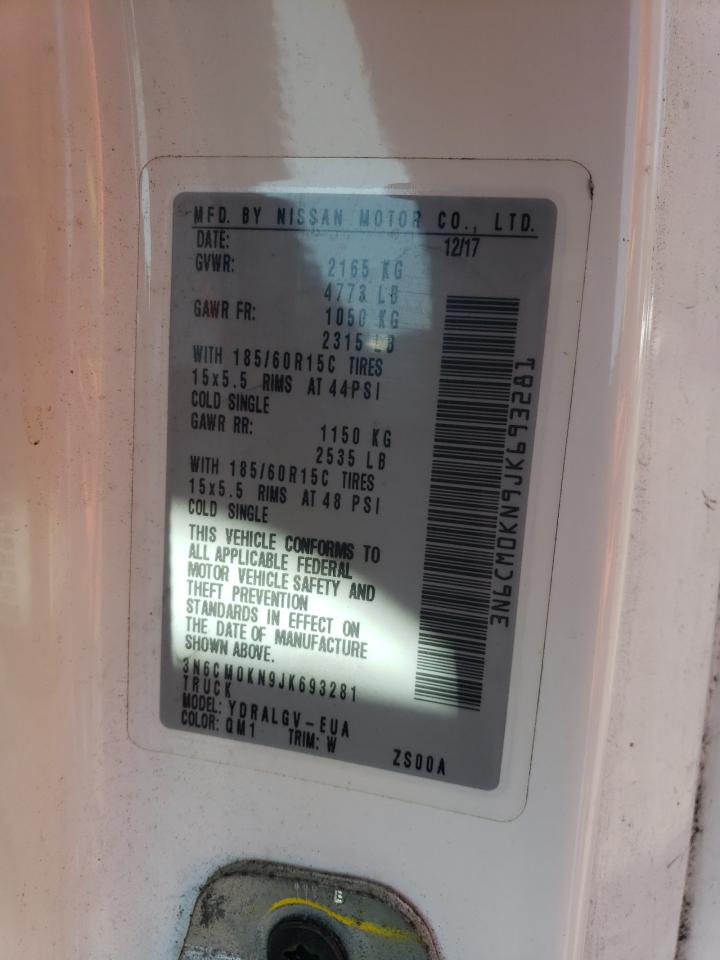 MFD. BY NISSAN MOTOR CO., LTD.
DATE: 12/17
GVWR: 2165 KG
4773 LB
GAWR FR: 1050 KG
2315 LB
WITH 185/60R15C TIRES
15x5.5 RIMS AT 44PSI
COLD SINGLE
GAWR RR: 1150 KG
2535 LB
WITH 185/60R15C TIRES
15x5.5 RIMS AT 48 PSI
COLD SINGLE
THIS VEHICLE CONFORMS TO
ALL APPLICABLE FEDERAL
MOTOR VEHICLE SAFETY AND
THEFT PREVENTION
STANDARDS IN EFFECT ON
THE DATE OF MANUFACTURE
SHOWN ABOVE.
3N6CM0KN9JK693281
TRUCK
MODEL: YDRALGV-EUA
COLOR: QM1 TRIM: W ZS00A
3N6CM0KN9JK693281